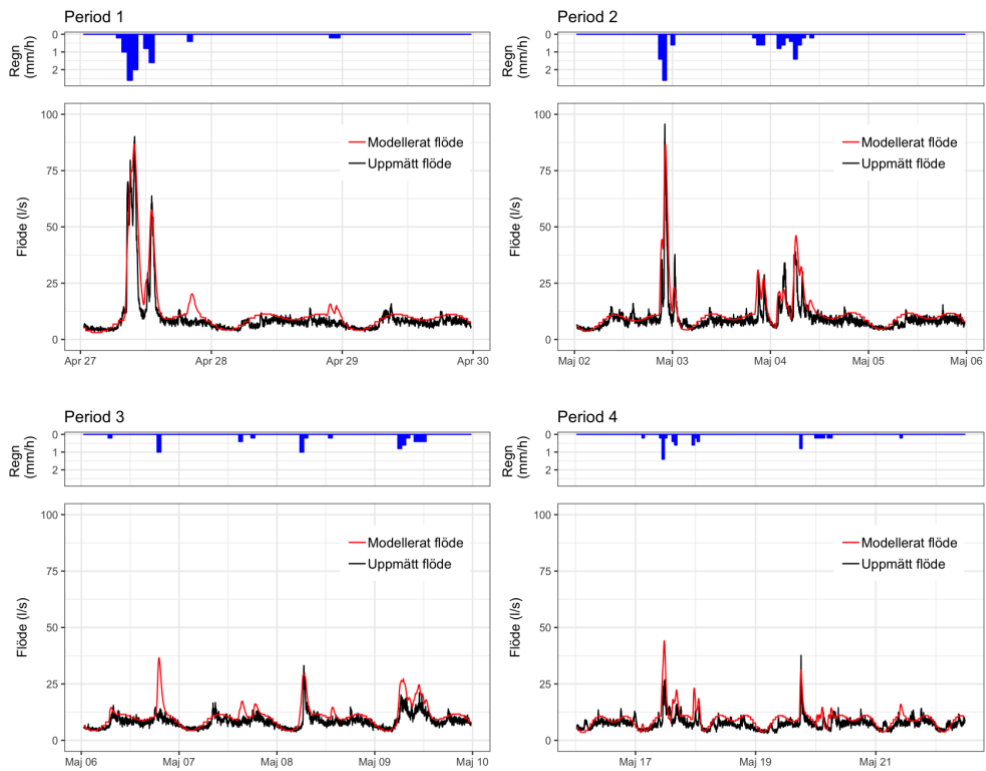 Period 1
Regn
(mm/h)
0
1
2
Flöde (l/s)
100
75
50
25
0
Modellerat flöde
Uppmätt flöde
Apr 27
Apr 28
Apr 29
Apr 30
Period 2
Regn
(mm/h)
0
1
2
Flöde (l/s)
100
75
50
25
0
Modellerat flöde
Uppmätt flöde
Maj 02
Maj 03
Maj 04
Maj 05
Maj 06
Period 3
Regn
(mm/h)
0
1
2
Flöde (l/s)
100
75
50
25
0
Modellerat flöde
Uppmätt flöde
Maj 06
Maj 07
Maj 08
Maj 09
Maj 10
Period 4
Regn
(mm/h)
0
1
2
Flöde (l/s)
100
75
50
25
0
Modellerat flöde
Uppmätt flöde
Maj 17
Maj 19
Maj 21